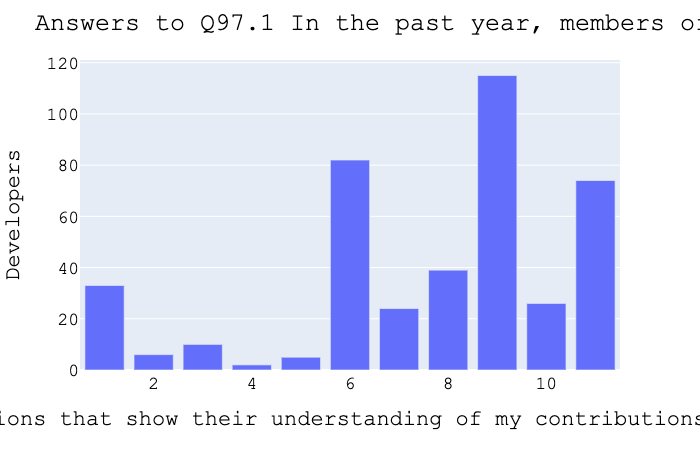 Answers to Q97.1 In the past year, members of
Developers
120
100
80
60
40
20
0
2 4 6 8 10
ions that show their understanding of my contributions